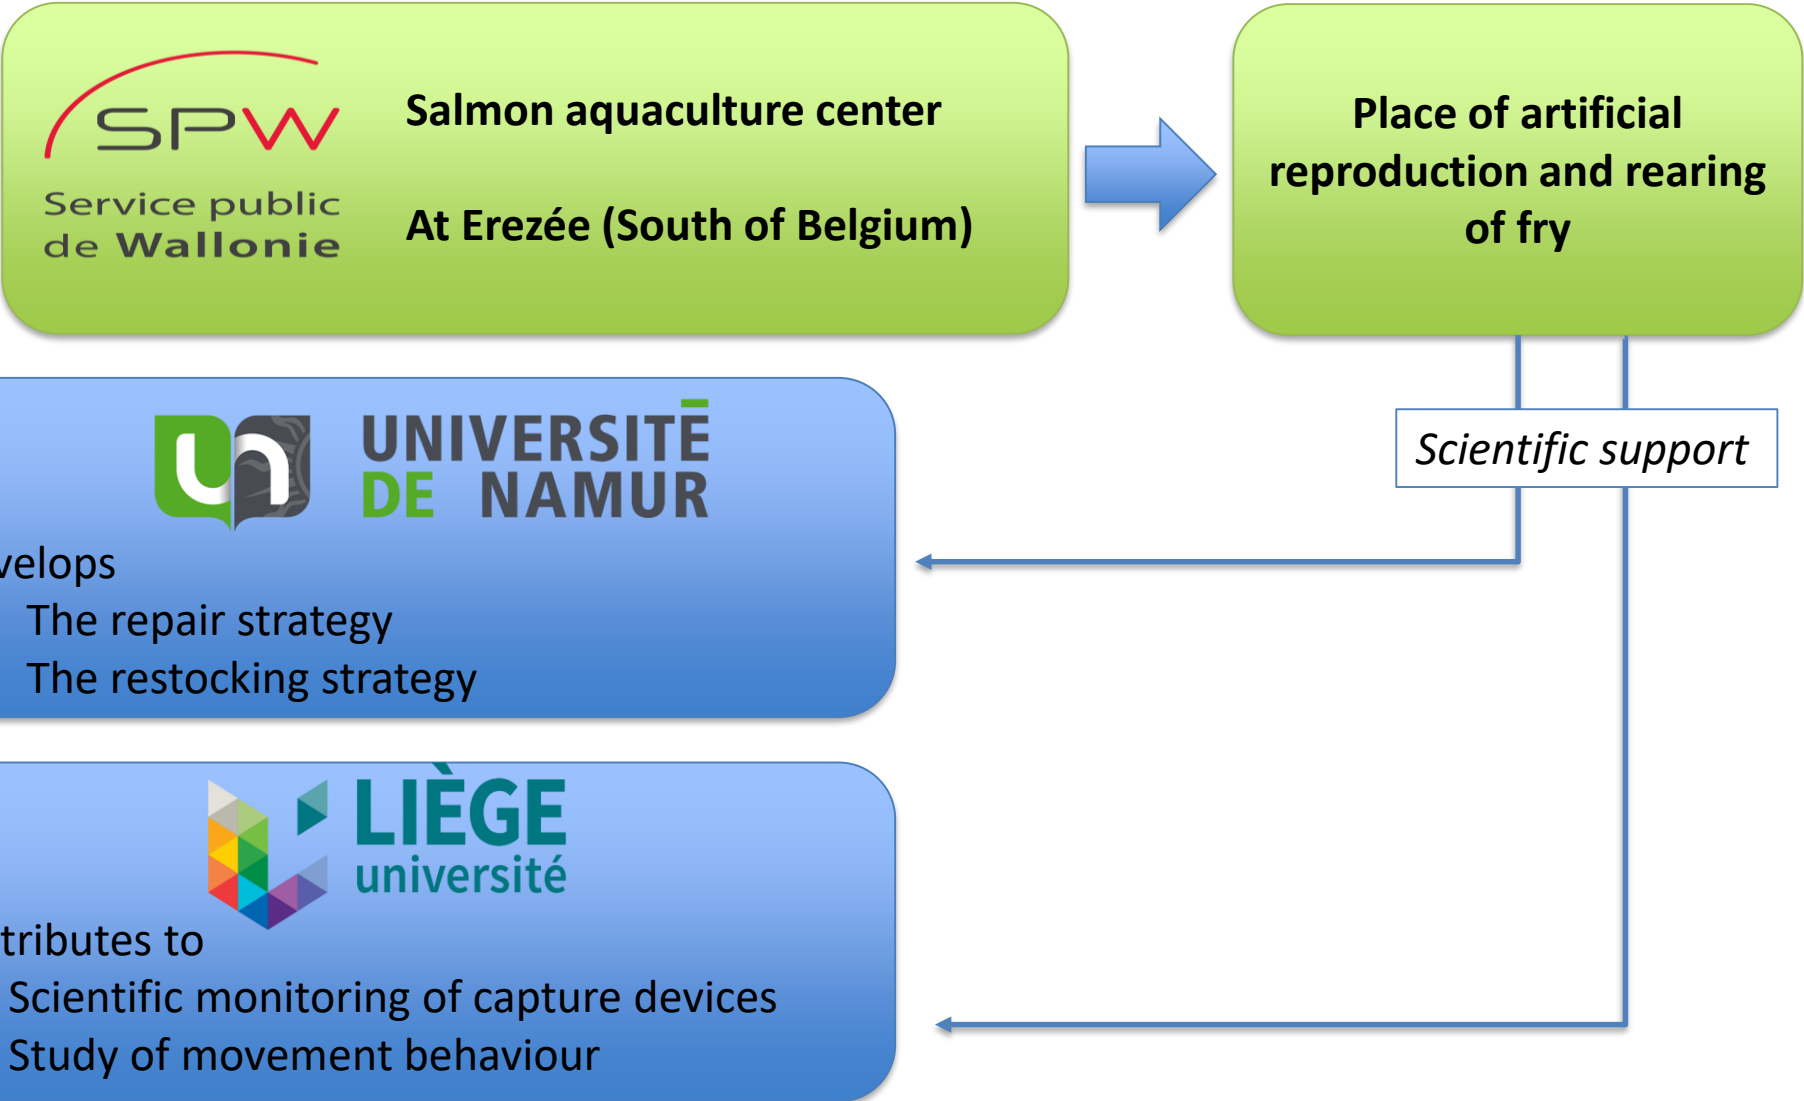 SPW
Service public
de Wallonie
Salmon aquaculture center
At Erezée (South of Belgium)
Place of artificial
reproduction and rearing
of fry
Scientific support
UNIVERSITÉ
DE NAMUR
velops
The repair strategy
The restocking strategy
LIÈGE
université
tributes to
Scientific monitoring of capture devices
Study of movement behaviour